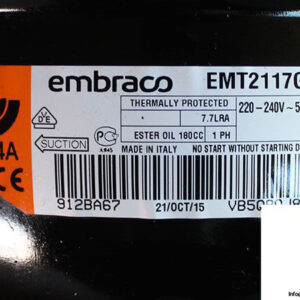 embraco EMT2117G
THERMALLY PROTECTED
7.7LRA
220-240V~5
ESTER OIL 180CC 1 PH
4A
SUCTION
MADE IN ITALY NO START WITHOUT STARTING D
912BA67 21/OCT/15